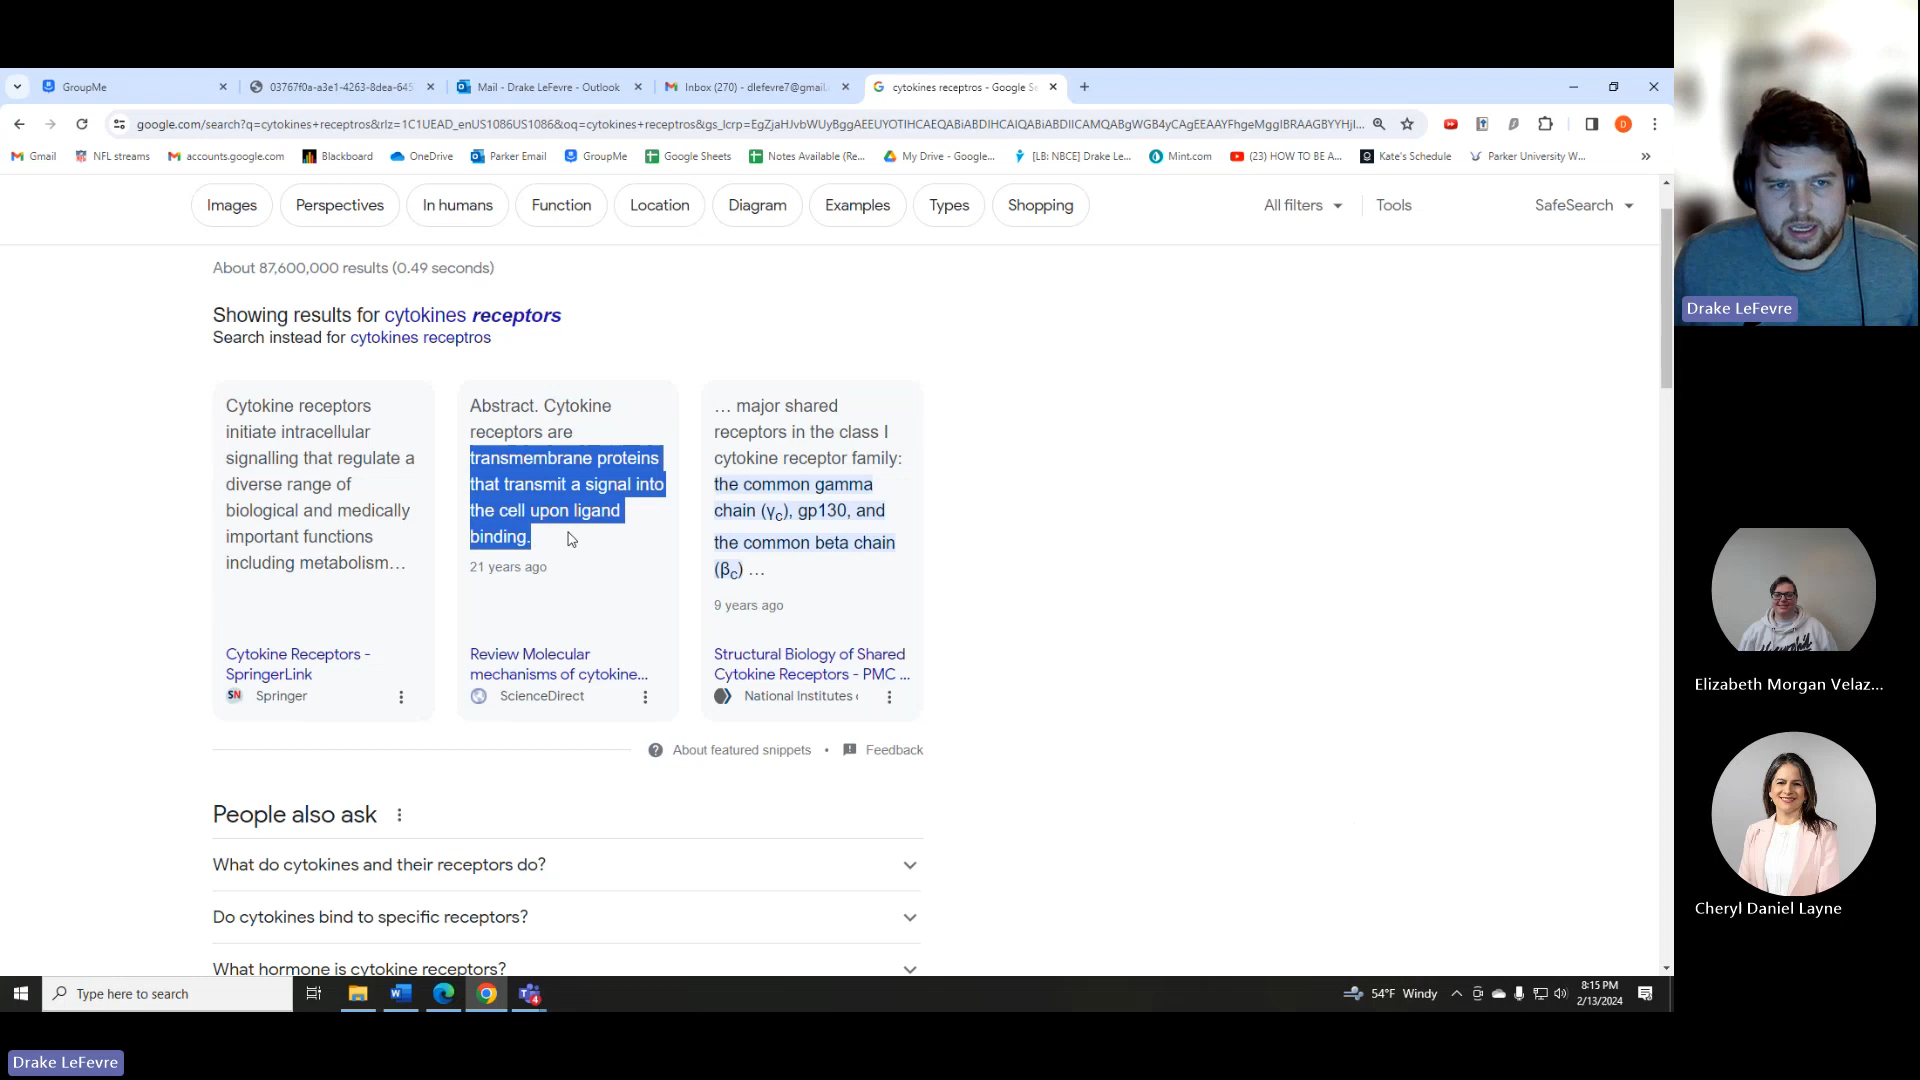 GroupMe
03767f0a-a3e1-4263-8dea-645
Mail - Drake LeFevre - Outlook
Inbox (270) - dlefevre7@gmail.
cytokines receptros - Google Se
google.com/search?q=cytokines+receptros&rlz=1C1UEAD_enUS1086US1086&oq=cytokines+receptros&gs_lcrp=EgZjaHJvbWUyBggAEEUYOTIHCAEQABiABDIHCAIQABiABDIICAMQABgWGB4yCAgEEAAYFhgeMggIBRAAGBYYHjI...
Gmail
NFL streams
accounts.google.com
Blackboard
OneDrive
Parker Email
GroupMe
Google Sheets
Notes Available (Re...
My Drive - Google...
[LB: NBCE] Drake Le...
Mint.com
(23) HOW TO BE A...
Kate's Schedule
Parker University W...
Images
Perspectives
In humans
Function
Location
Diagram
Examples
Types
Shopping
All filters
Tools
SafeSearch
About 87,600,000 results (0.49 seconds)
Showing results for cytokines receptors
Search instead for cytokines receptros
Cytokine receptors
initiate intracellular
signalling that regulate a
diverse range of
biological and medically
important functions
including metabolism...
Cytokine Receptors -
SpringerLink
SN
Springer
Abstract. Cytokine
receptors are
transmembrane proteins
that transmit a signal into
the cell upon ligand
binding.
21 years ago
Review Molecular
mechanisms of cytokine...
ScienceDirect
... major shared
receptors in the class I
cytokine receptor family:
the common gamma
chain (γc), gp130, and
the common beta chain
(βc) ...
9 years ago
Structural Biology of Shared
Cytokine Receptors - PMC ...
National Institutes
About featured snippets
•
Feedback
People also ask
What do cytokines and their receptors do?
Do cytokines bind to specific receptors?
What hormone is cytokine receptors?
Type here to search
4
54°F Windy
8:15 PM
2/13/2024
Drake LeFevre
Elizabeth Morgan Velaz...
Cheryl Daniel Layne
Drake LeFevre